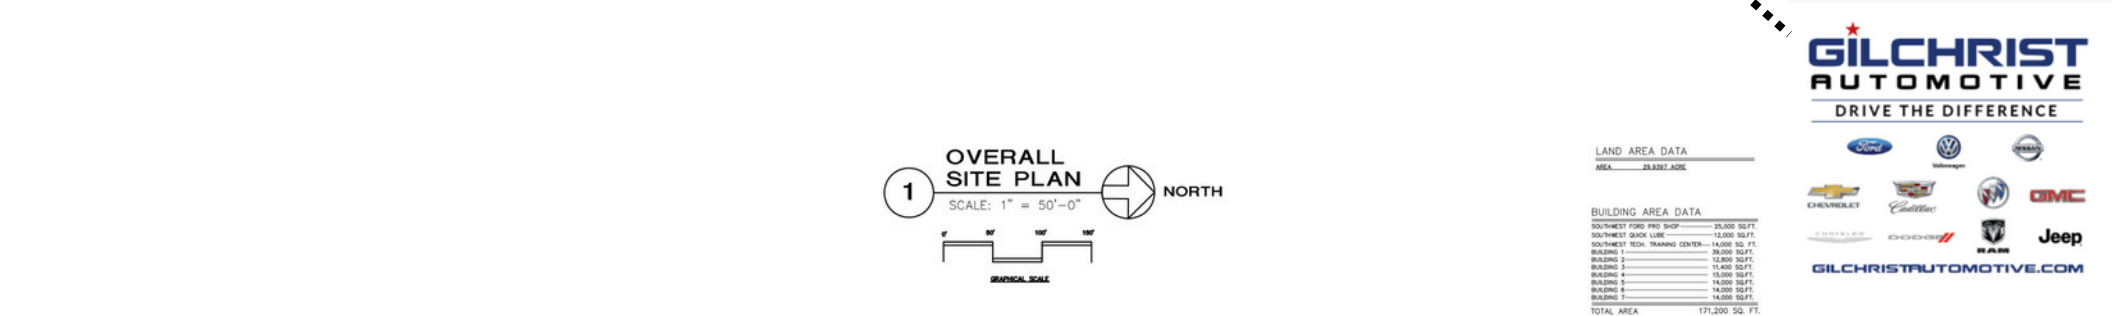 GILCHRIST
AUTOMOTIVE
DRIVE THE DIFFERENCE
Ford
Volkswagen
NISSAN
CHEVROLET
Cadillac
GMC
CHRYSLER
DODGE
RAM
Jeep
GILCHRISTAUTOMOTIVE.COM
1
OVERALL
SITE PLAN
SCALE: 1" = 50'-0"
NORTH
0' 50' 100' 150'
GRAPHICAL SCALE
LAND AREA DATA
AREA 29.9397 ACRE
BUILDING AREA DATA
SOUTHWEST FORD PRO SHOP 25,000 SQ.FT.
SOUTHWEST QUICK LUBE 12,000 SQ.FT.
SOUTHWEST TECH. TRAINING CENTER 14,000 SQ. FT.
BUILDING 1 39,000 SQ.FT.
BUILDING 2 12,800 SQ.FT.
BUILDING 3 11,400 SQ.FT.
BUILDING 4 15,000 SQ.FT.
BUILDING 5 14,000 SQ.FT.
BUILDING 6 14,000 SQ.FT.
BUILDING 7 14,000 SQ.FT.
TOTAL AREA 171,200 SQ. FT.